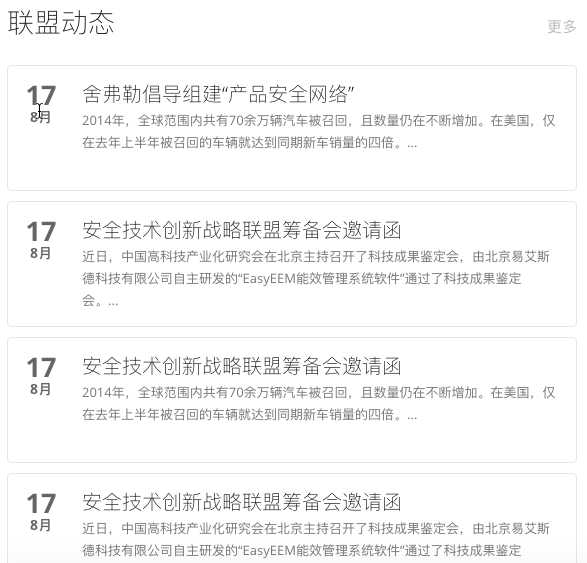 联盟动态
更多
17
8月
舍弗勒倡导组建“产品安全网络”
2014年，全球范围内共有70余万辆汽车被召回，且数量仍在不断增加。在美国，仅
在去年上半年被召回的车辆就达到同期新车销量的四倍。...
17
8月
安全技术创新战略联盟筹备会邀请函
近日，中国高科技产业化研究会在北京主持召开了科技成果鉴定会，由北京易艾斯
德科技有限公司自主研发的“EasyEEM能效管理系统软件”通过了科技成果鉴定
会。...
17
8月
安全技术创新战略联盟筹备会邀请函
2014年，全球范围内共有70余万辆汽车被召回，且数量仍在不断增加。在美国，仅
在去年上半年被召回的车辆就达到同期新车销量的四倍。...
17
8月
安全技术创新战略联盟筹备会邀请函
近日，中国高科技产业化研究会在北京主持召开了科技成果鉴定会，由北京易艾斯
德科技有限公司自主研发的“EasyEEM能效管理系统软件”通过了科技成果鉴定